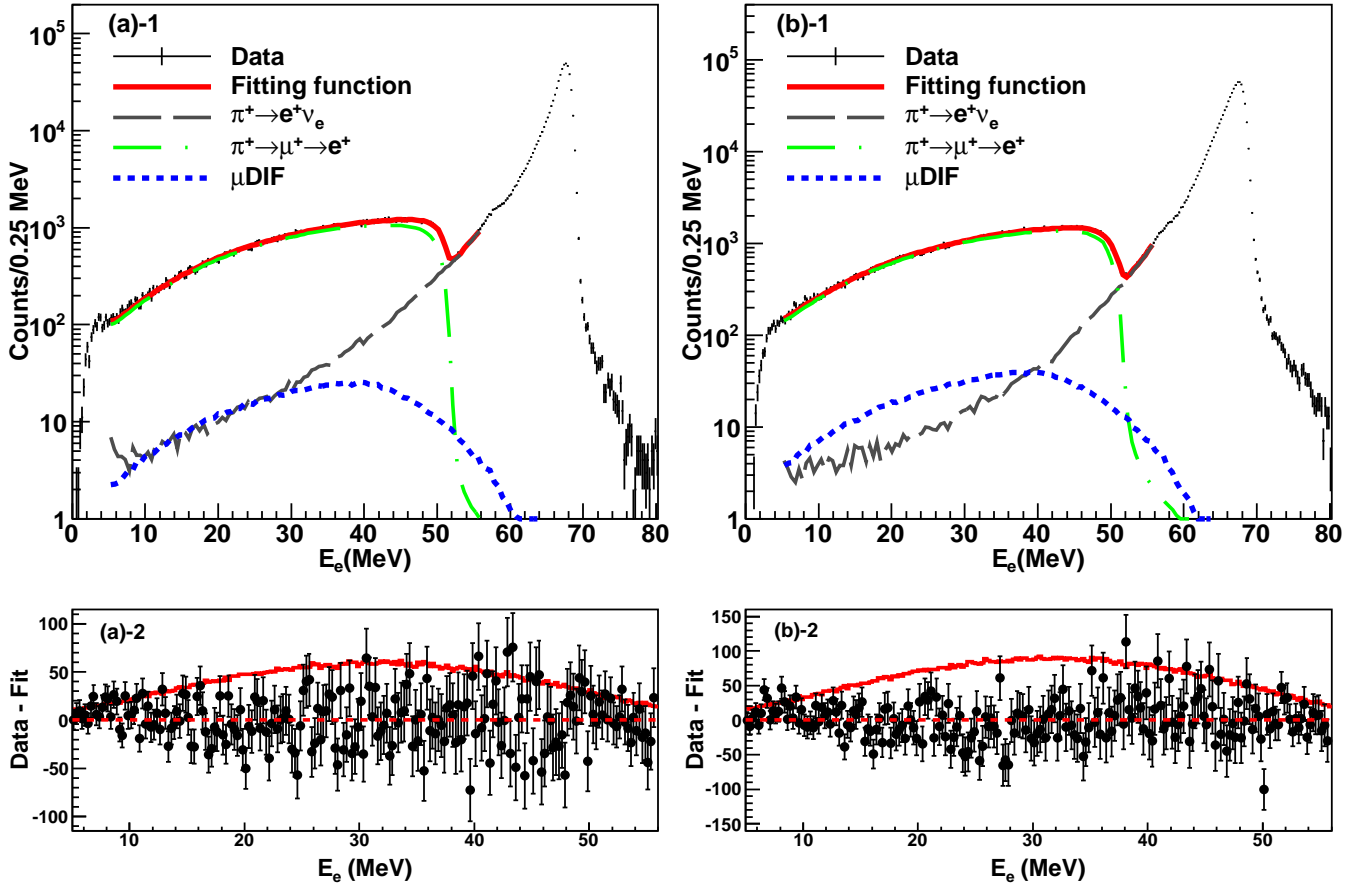 (a)-1
Data
Fitting function
π⁺→e⁺νₑ
π⁺→μ⁺→e⁺
μDIF
Counts/0.25 MeV
10⁵
10⁴
10³
10²
10
1
0 10 20 30 40 50 60 70 80
Eₑ(MeV)
(b)-1
Data
Fitting function
π⁺→e⁺νₑ
π⁺→μ⁺→e⁺
μDIF
Counts/0.25 MeV
10⁵
10⁴
10³
10²
10
1
0 10 20 30 40 50 60 70 80
Eₑ(MeV)
(a)-2
Data - Fit
100
50
0
-50
-100
10 20 30 40 50
Eₑ (MeV)
(b)-2
Data - Fit
150
100
50
0
-50
-100
-150
10 20 30 40 50
Eₑ (MeV)